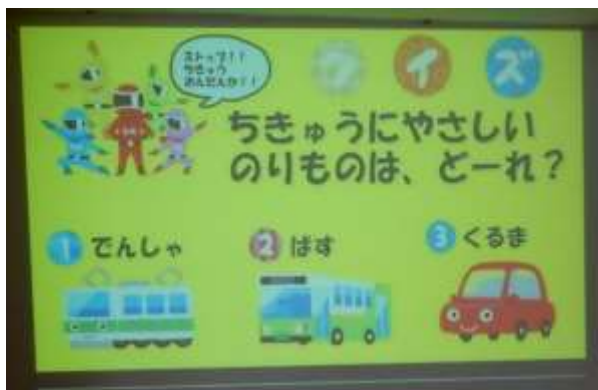 ストップ！！
ちきゅう
おんだんか！！
クイズ
ちきゅうにやさしい
のりものは、どーれ？
1 でんしゃ
2 ばす
3 くるま